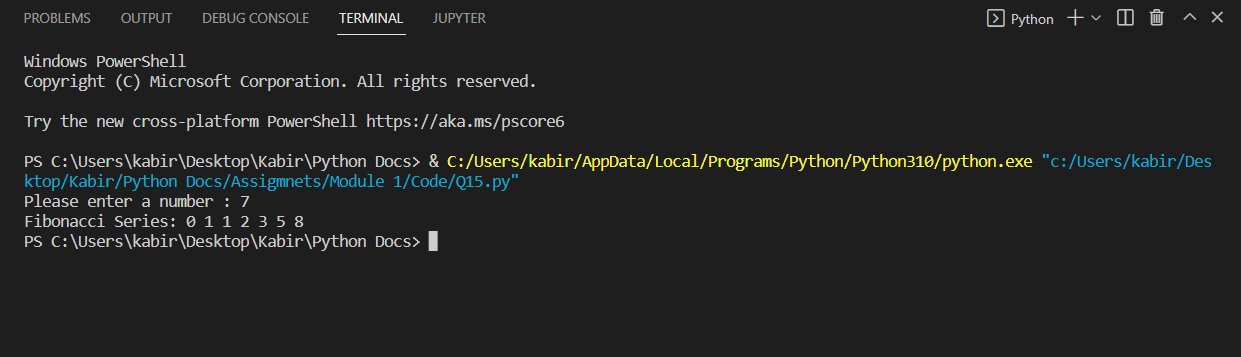 PROBLEMS OUTPUT DEBUG CONSOLE TERMINAL JUPYTER Python
Windows PowerShell
Copyright (C) Microsoft Corporation. All rights reserved.
Try the new cross-platform PowerShell https://aka.ms/pscore6
PS C:\Users\kabir\Desktop\Kabir\Python Docs> & C:/Users/kabir/AppData/Local/Programs/Python/Python310/python.exe "c:/Users/kabir/Des
ktop/Kabir/Python Docs/Assigmnets/Module 1/Code/Q15.py"
Please enter a number : 7
Fibonacci Series: 0 1 1 2 3 5 8
PS C:\Users\kabir\Desktop\Kabir\Python Docs>